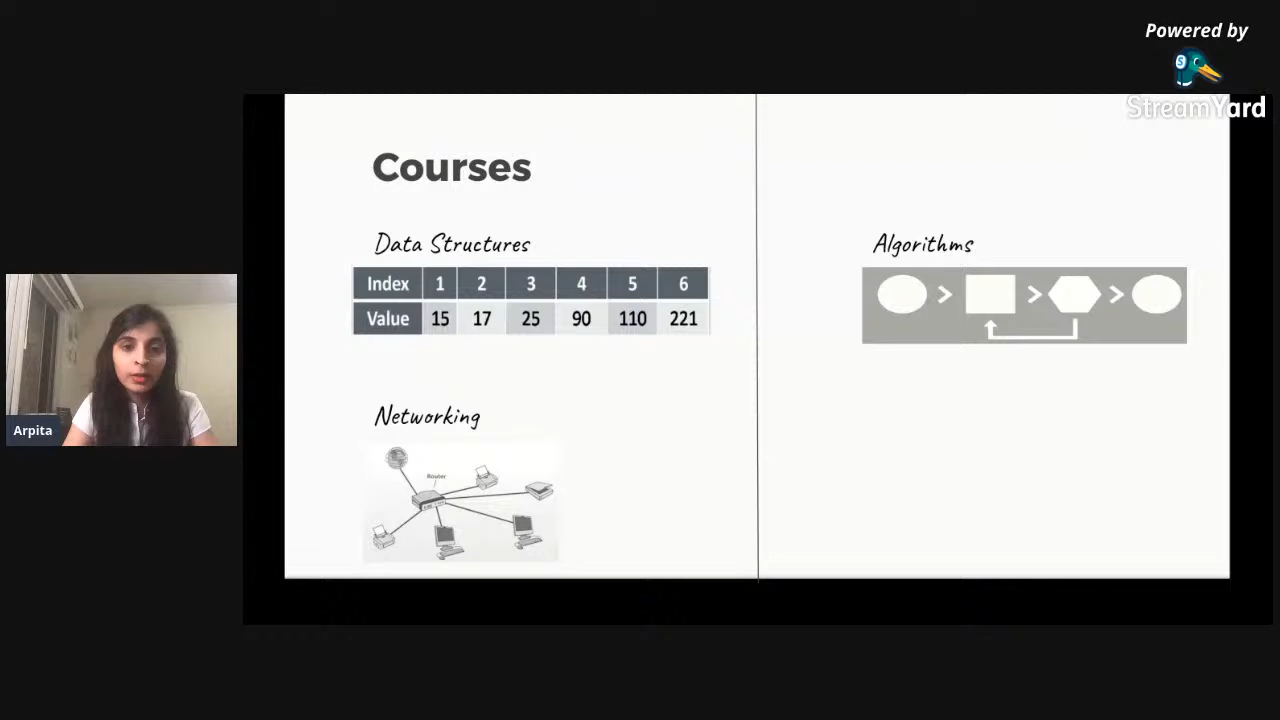 Powered by
StreamYard
Courses
Data Structures
Index 1 2 3 4 5 6
Value 15 17 25 90 110 221
Algorithms
Networking
Router
Arpita